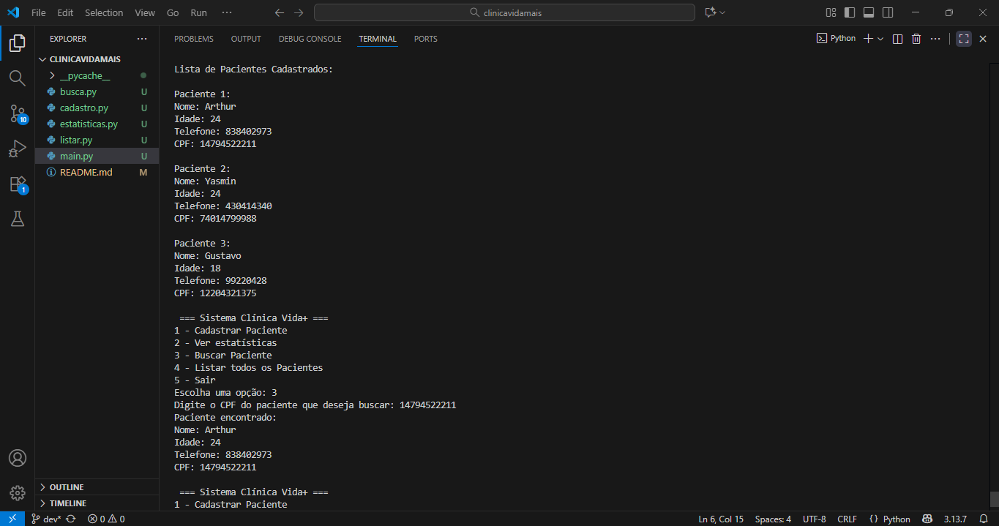 File Edit Selection View Go Run ··· clinicavidamais
EXPLORER ···
PROBLEMS OUTPUT DEBUG CONSOLE TERMINAL PORTS Python
CLINICAVIDAMAIS
__pycache__
busca.py U
cadastro.py U
estatisticas.py U
listar.py U
main.py U
README.md M
10
1
Lista de Pacientes Cadastrados:
Paciente 1:
Nome: Arthur
Idade: 24
Telefone: 838402973
CPF: 14794522211
Paciente 2:
Nome: Yasmin
Idade: 24
Telefone: 430414340
CPF: 74014799988
Paciente 3:
Nome: Gustavo
Idade: 18
Telefone: 99220428
CPF: 12204321375
=== Sistema Clínica Vida+ ===
1 - Cadastrar Paciente
2 - Ver estatísticas
3 - Buscar Paciente
4 - Listar todos os Pacientes
5 - Sair
Escolha uma opção: 3
Digite o CPF do paciente que deseja buscar: 14794522211
Paciente encontrado:
Nome: Arthur
Idade: 24
Telefone: 838402973
CPF: 14794522211
=== Sistema Clínica Vida+ ===
1 - Cadastrar Paciente
OUTLINE
TIMELINE
dev* 0 0 Ln 6, Col 15 Spaces: 4 UTF-8 CRLF {} Python 3.13.7